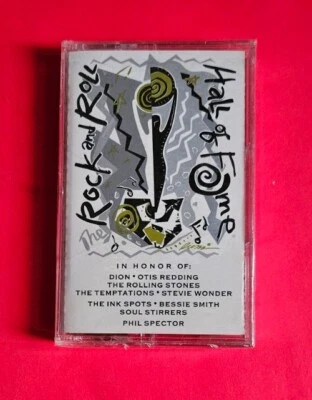 The Rock and Roll
Hall of Fame
IN HONOR OF:
DION • OTIS REDDING
THE ROLLING STONES
THE TEMPTATIONS • STEVIE WONDER
THE INK SPOTS • BESSIE SMITH
SOUL STIRRERS
PHIL SPECTOR